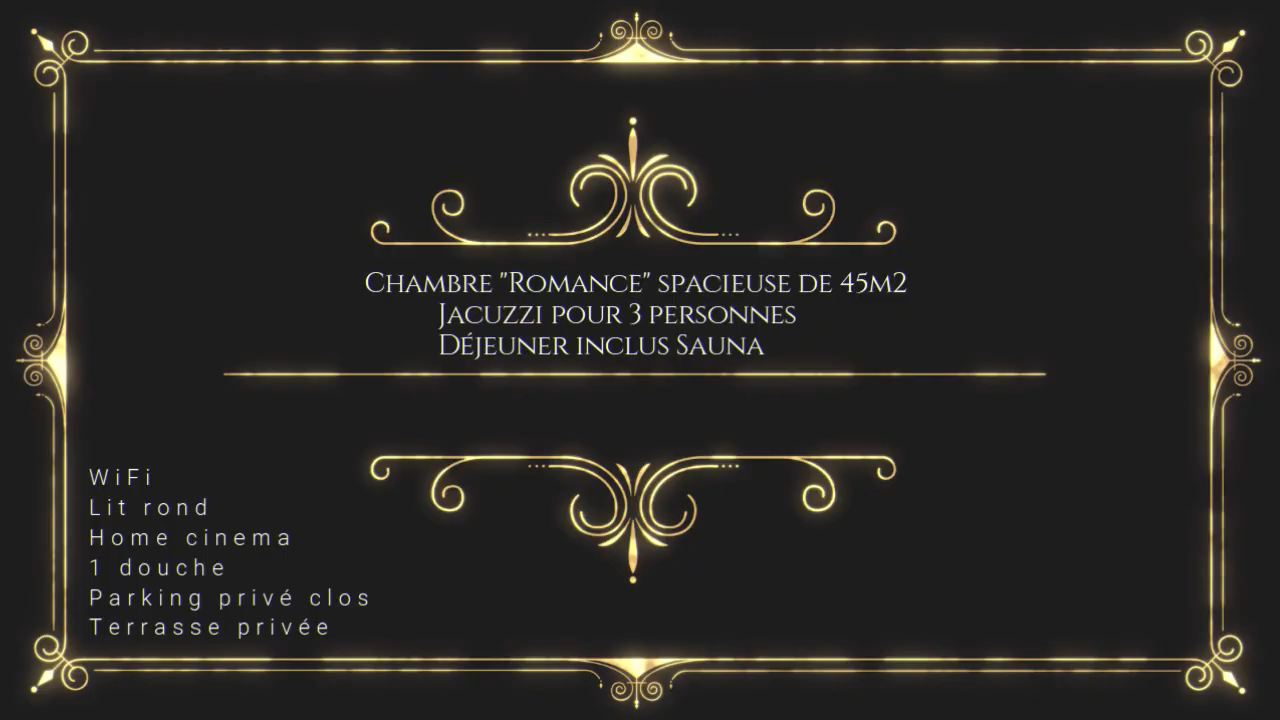 Chambre "Romance" spacieuse de 45m2
Jacuzzi pour 3 personnes
Déjeuner inclus Sauna
WiFi
Lit rond
Home cinema
1 douche
Parking privé clos
Terrasse privée